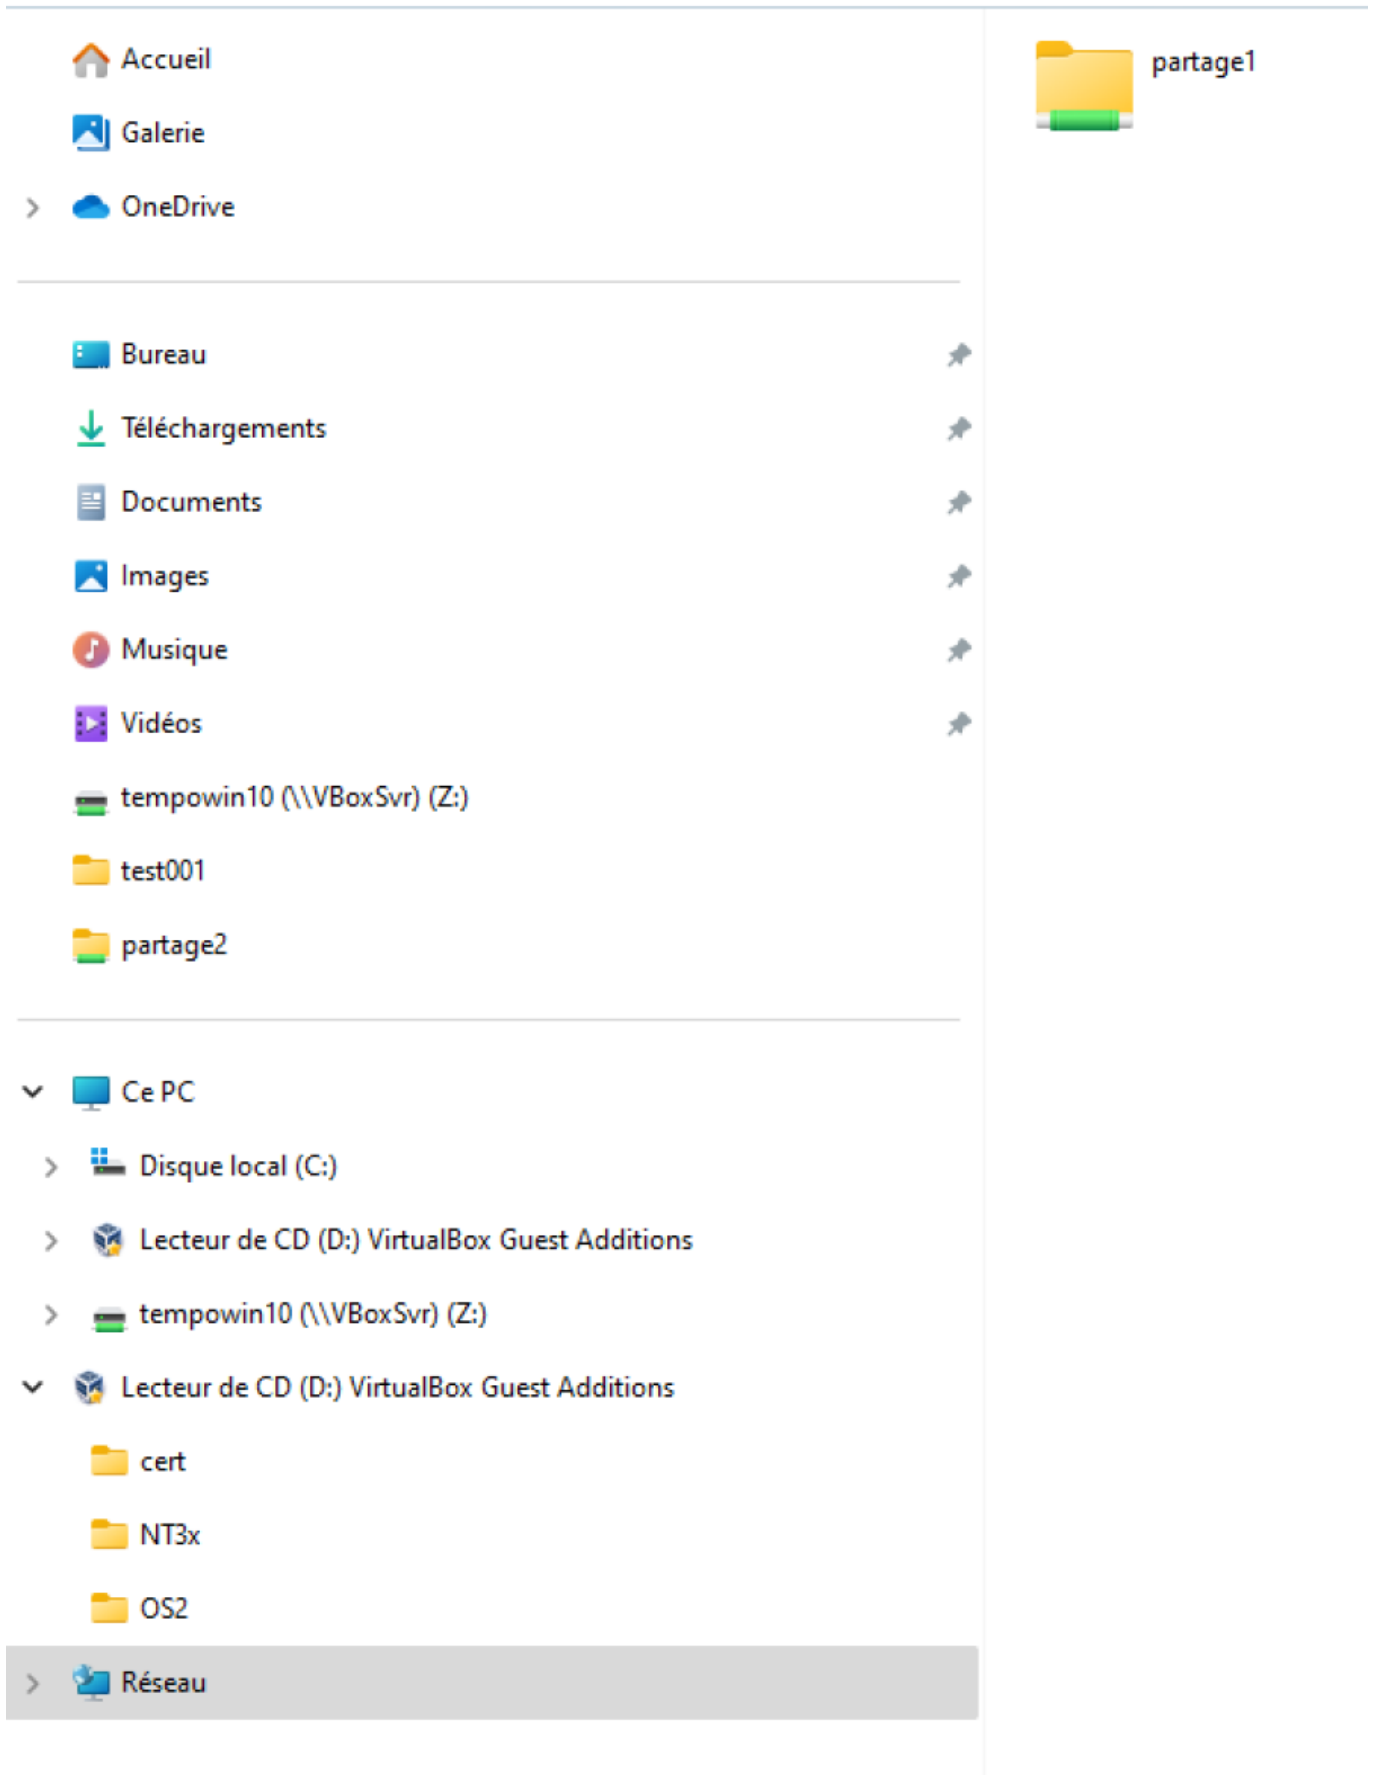 Accueil
Galerie
OneDrive
Bureau
Téléchargements
Documents
Images
Musique
Vidéos
tempowin10 (\\VBoxSvr) (Z:)
test001
partage2
Ce PC
Disque local (C:)
Lecteur de CD (D:) VirtualBox Guest Additions
tempowin10 (\\VBoxSvr) (Z:)
Lecteur de CD (D:) VirtualBox Guest Additions
cert
NT3x
OS2
Réseau
partage1